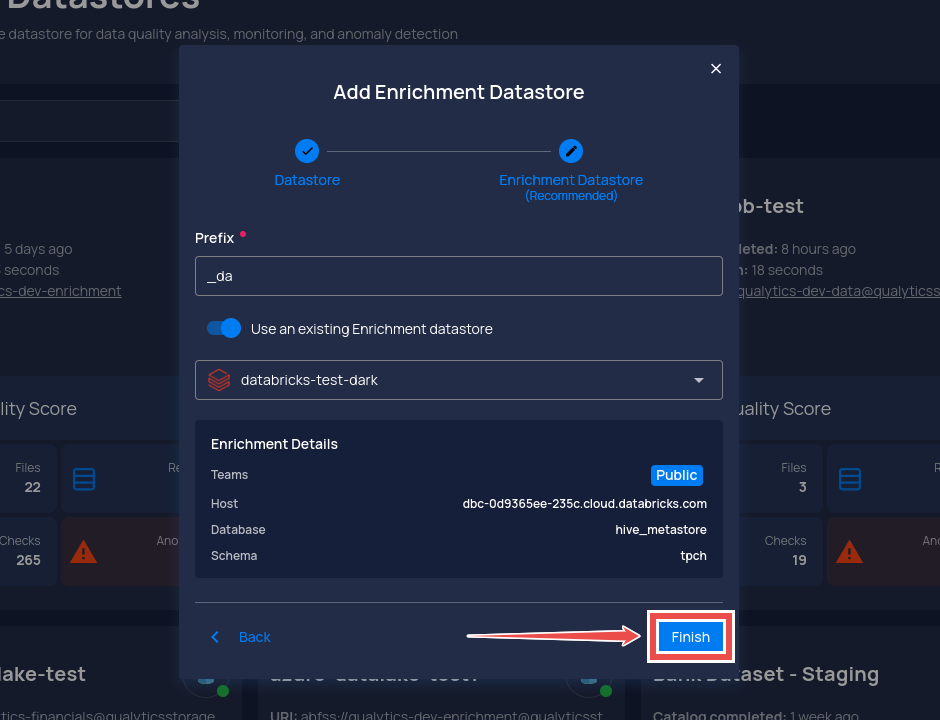 Datastores
e datastore for data quality analysis, monitoring, and anomaly detection
Add Enrichment Datastore
Datastore
Enrichment Datastore
(Recommended)
ob-test
Prefix
5 days ago
leted: 8 hours ago
_da
seconds
n: 18 seconds
cs-dev-enrichment
qualytics-dev-data@qualyticss
Use an existing Enrichment datastore
databricks-test-dark
lity Score
uality Score
Enrichment Details
Teams
Public
Files
22
Re
Files
3
R
Host
dbc-0d9365ee-235c.cloud.databricks.com
Database
hive_metastore
Checks
265
Ano
Checks
19
Ano
Schema
tpch
Back
Finish
lake-test
azure-datalake-test1
Bank Dataset - Staging
tics-financials@qualyticsstorage
URI: abfss://qualytics-dev-enrichment@qualyticsst
Catalog completed: 1 week ago